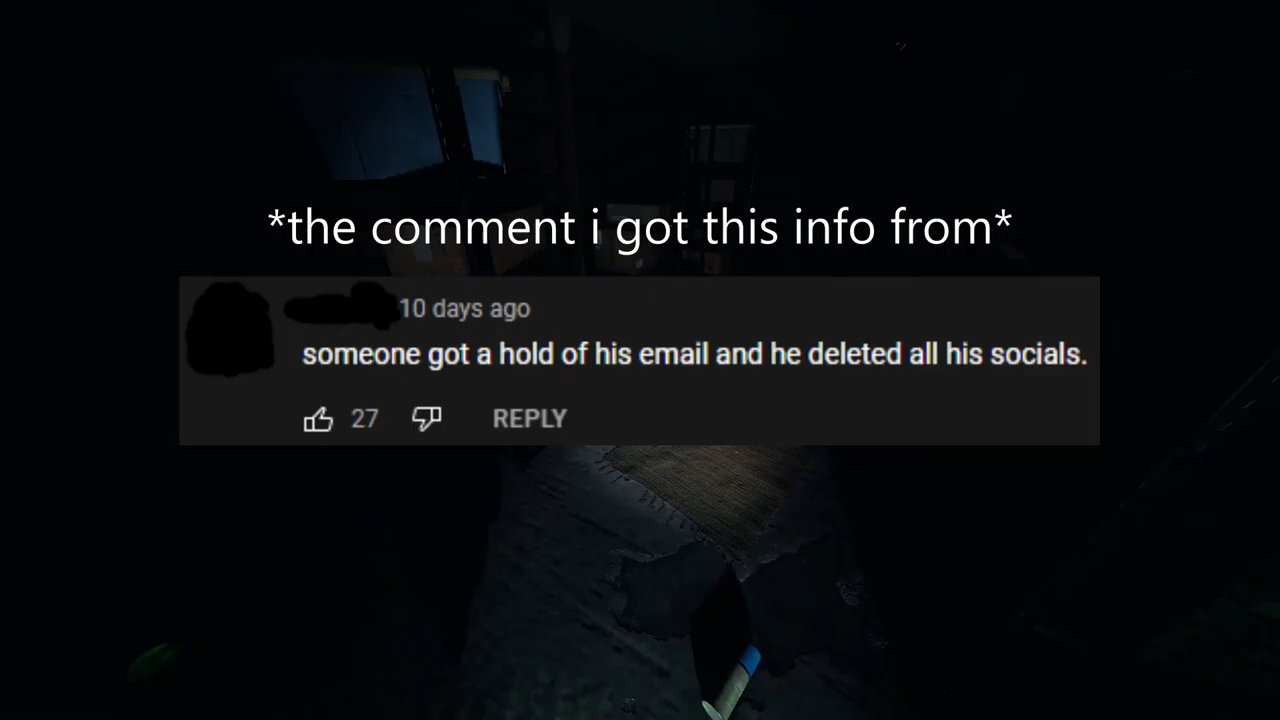 *the comment i got this info from*
10 days ago
someone got a hold of his email and he deleted all his socials.
27 REPLY